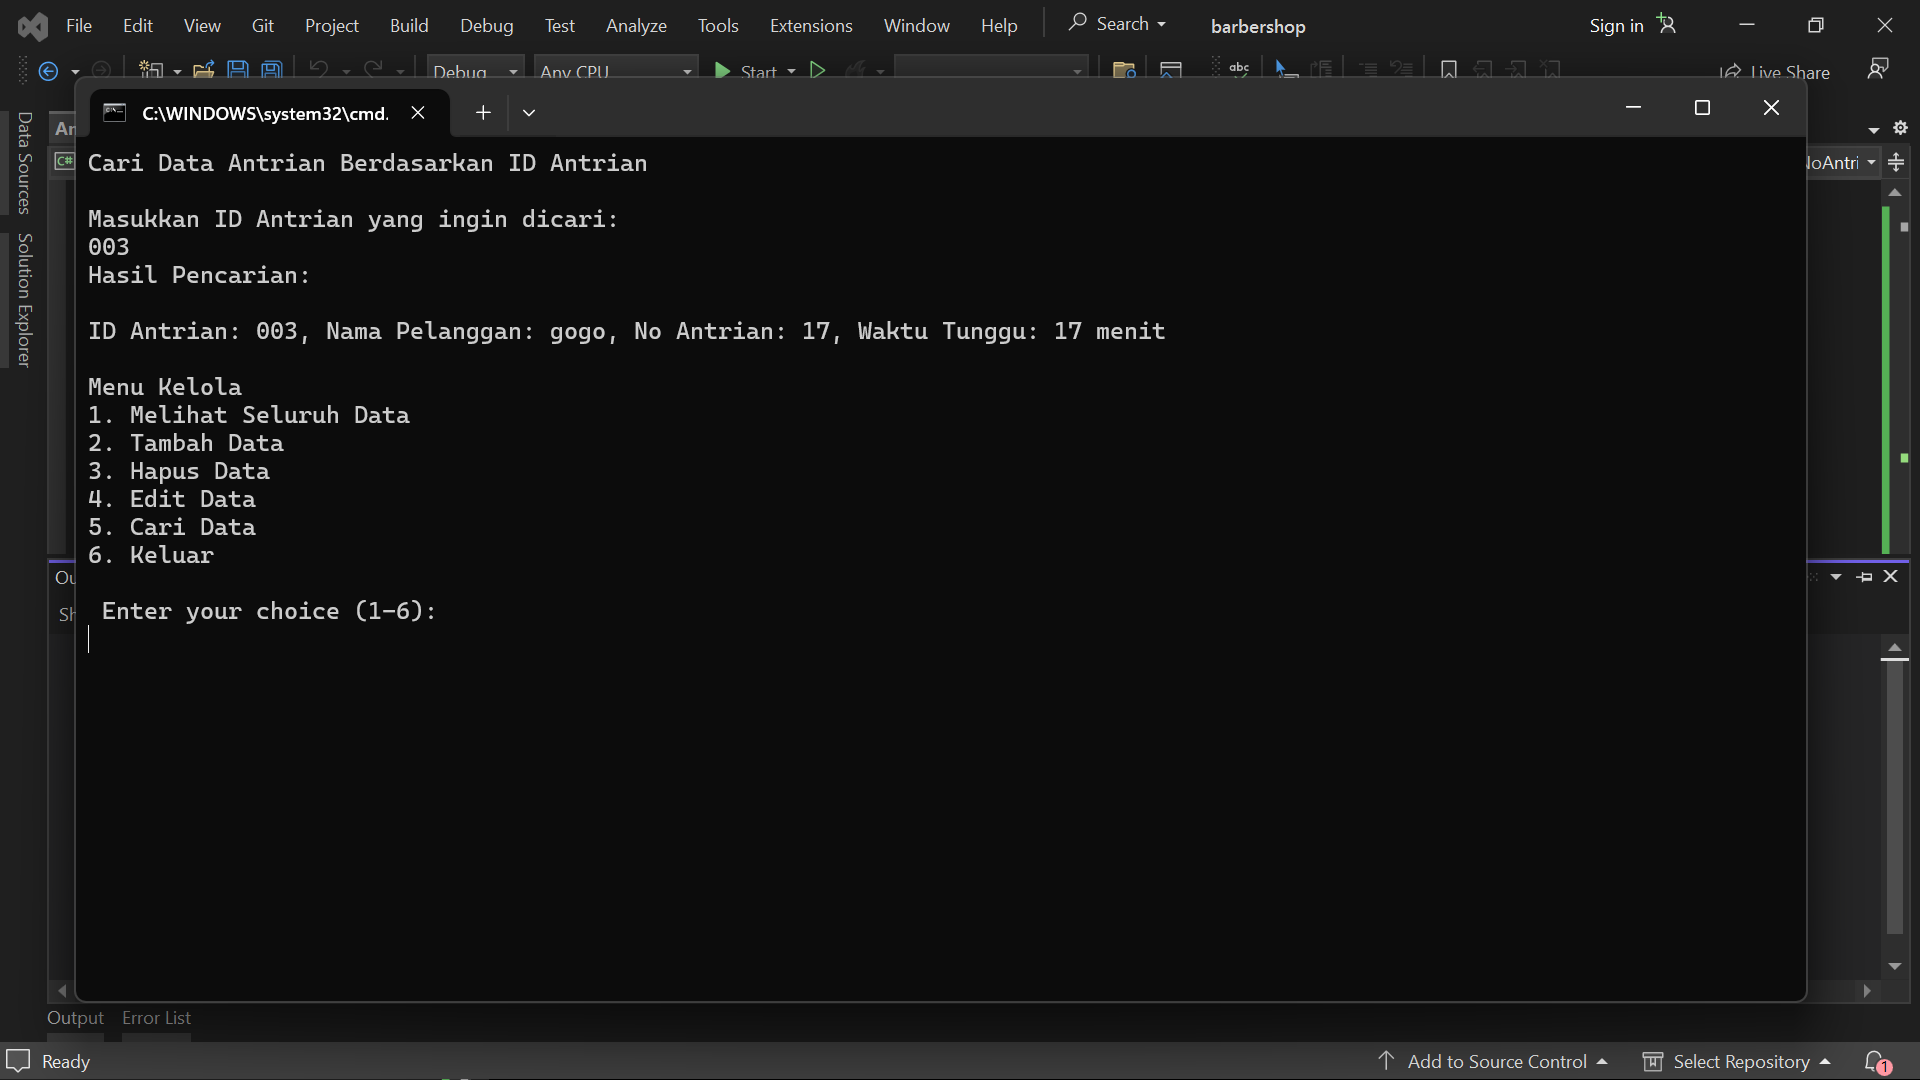 File Edit View Git Project Build Debug Test Analyze Tools Extensions Window Help Search barbershop Sign in
Debug Any CPU Start abc Live Share
C:\WINDOWS\system32\cmd.
Data Sources
Solution Explorer
C#
Cari Data Antrian Berdasarkan ID Antrian
Masukkan ID Antrian yang ingin dicari:
003
Hasil Pencarian:
ID Antrian: 003, Nama Pelanggan: gogo, No Antrian: 17, Waktu Tunggu: 17 menit
Menu Kelola
1. Melihat Seluruh Data
2. Tambah Data
3. Hapus Data
4. Edit Data
5. Cari Data
6. Keluar
Enter your choice (1-6):
Output Error List
Ready Add to Source Control Select Repository 1